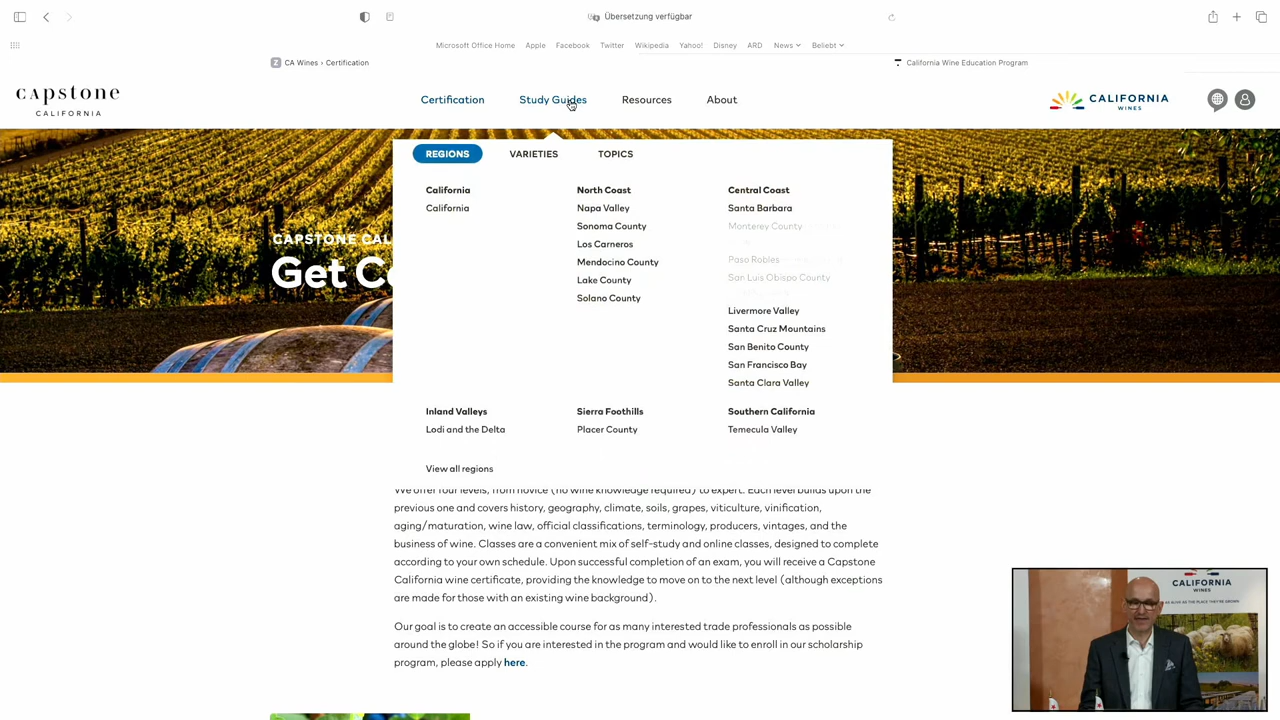 Übersetzung verfügbar
Microsoft Office Home Apple Facebook Twitter Wikipedia Yahoo! Disney ARD News Beliebt
Z CA Wines › Certification
California Wine Education Program
capstone
CALIFORNIA
Certification Study Guides Resources About
CALIFORNIA
WINES
REGIONS VARIETIES TOPICS
California
California
North Coast
Napa Valley
Sonoma County
Los Carneros
Mendocino County
Lake County
Solano County
Central Coast
Santa Barbara
Monterey County
Paso Robles
San Luis Obispo County
Livermore Valley
Santa Cruz Mountains
San Benito County
San Francisco Bay
Santa Clara Valley
Inland Valleys
Lodi and the Delta
Sierra Foothills
Placer County
Southern California
Temecula Valley
View all regions
CAPSTONE CAL
Get C
We offer four levels, from novice (no wine knowledge required) to expert. Each level builds upon the
previous one and covers history, geography, climate, soils, grapes, viticulture, vinification,
aging/maturation, wine law, official classifications, terminology, producers, vintages, and the
business of wine. Classes are a convenient mix of self-study and online classes, designed to complete
according to your own schedule. Upon successful completion of an exam, you will receive a Capstone
California wine certificate, providing the knowledge to move on to the next level (although exceptions
are made for those with an existing wine background).
Our goal is to create an accessible course for as many interested trade professionals as possible
around the globe! So if you are interested in the program and would like to enroll in our scholarship
program, please apply here.
CALIFORNIA
WINES
AS ALIVE AS THE PLACE THEY'RE GROWN